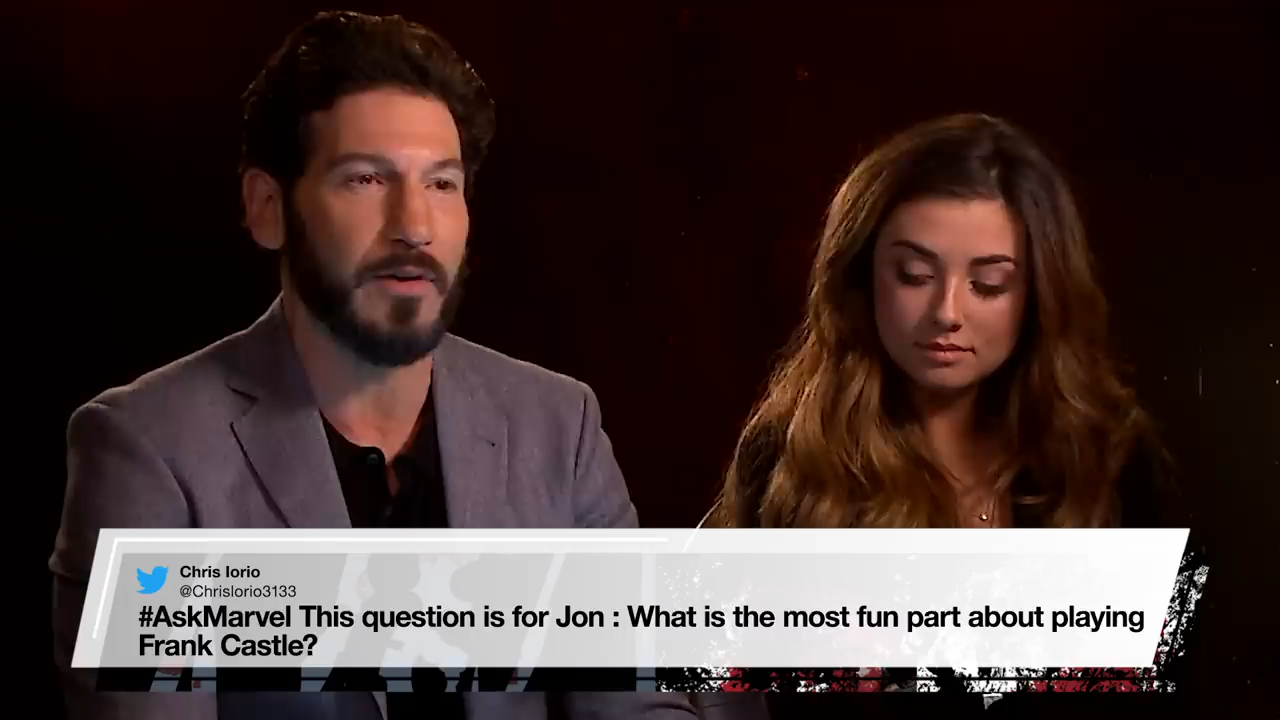 Chris Iorio
@ChrisIorio3133
#AskMarvel This question is for Jon : What is the most fun part about playing
Frank Castle?